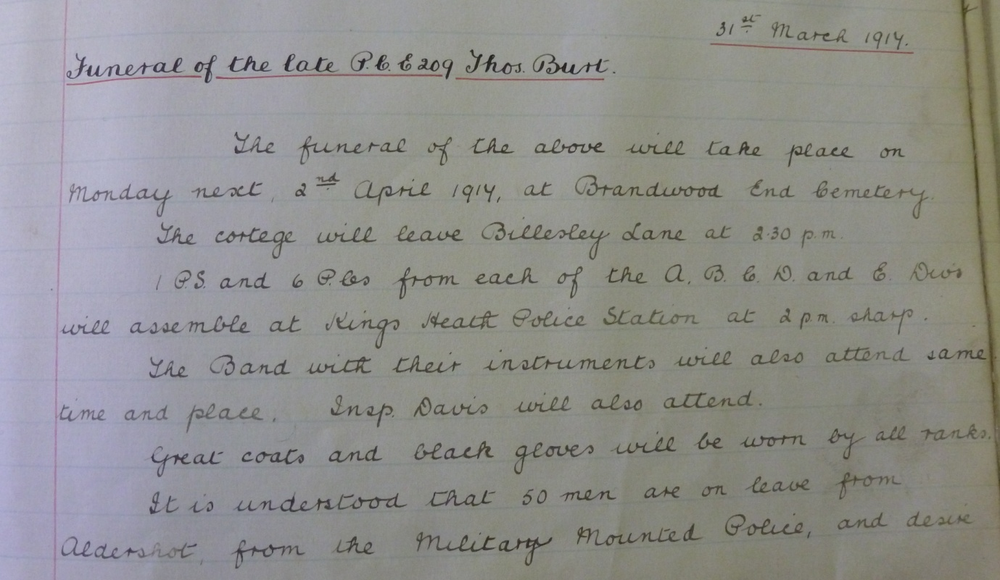 31st March 1917.
Funeral of the late P.C. E209 Thos. Burt.
The funeral of the above will take place on
Monday next, 2nd April 1917, at Brandwood End Cemetery.
The cortege will leave Billesley Lane at 2.30 p.m.
1 P.S. and 6 P.Cs from each of the A. B. C. D. and E. Divs
will assemble at Kings Heath Police Station at 2 p.m. sharp.
The Band with their instruments will also attend same
time and place. Insp. Davis will also attend.
Great coats and black gloves will be worn by all ranks.
It is understood that 50 men are on leave from
Aldershot, from the Military Mounted Police, and desire